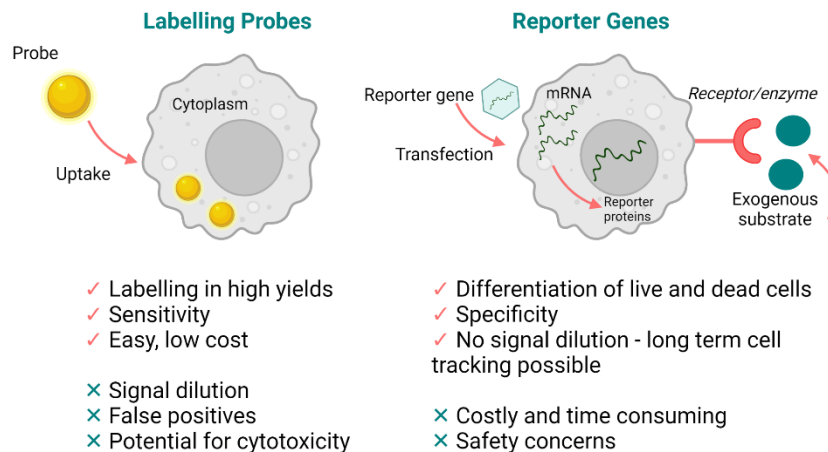 Labelling Probes
Probe
Cytoplasm
Uptake
✓ Labelling in high yields
✓ Sensitivity
✓ Easy, low cost
✕ Signal dilution
✕ False positives
✕ Potential for cytotoxicity
Reporter Genes
Reporter gene
mRNA
Receptor/enzyme
Transfection
Reporter
proteins
Exogenous
substrate
✓ Differentiation of live and dead cells
✓ Specificity
✓ No signal dilution - long term cell
tracking possible
✕ Costly and time consuming
✕ Safety concerns